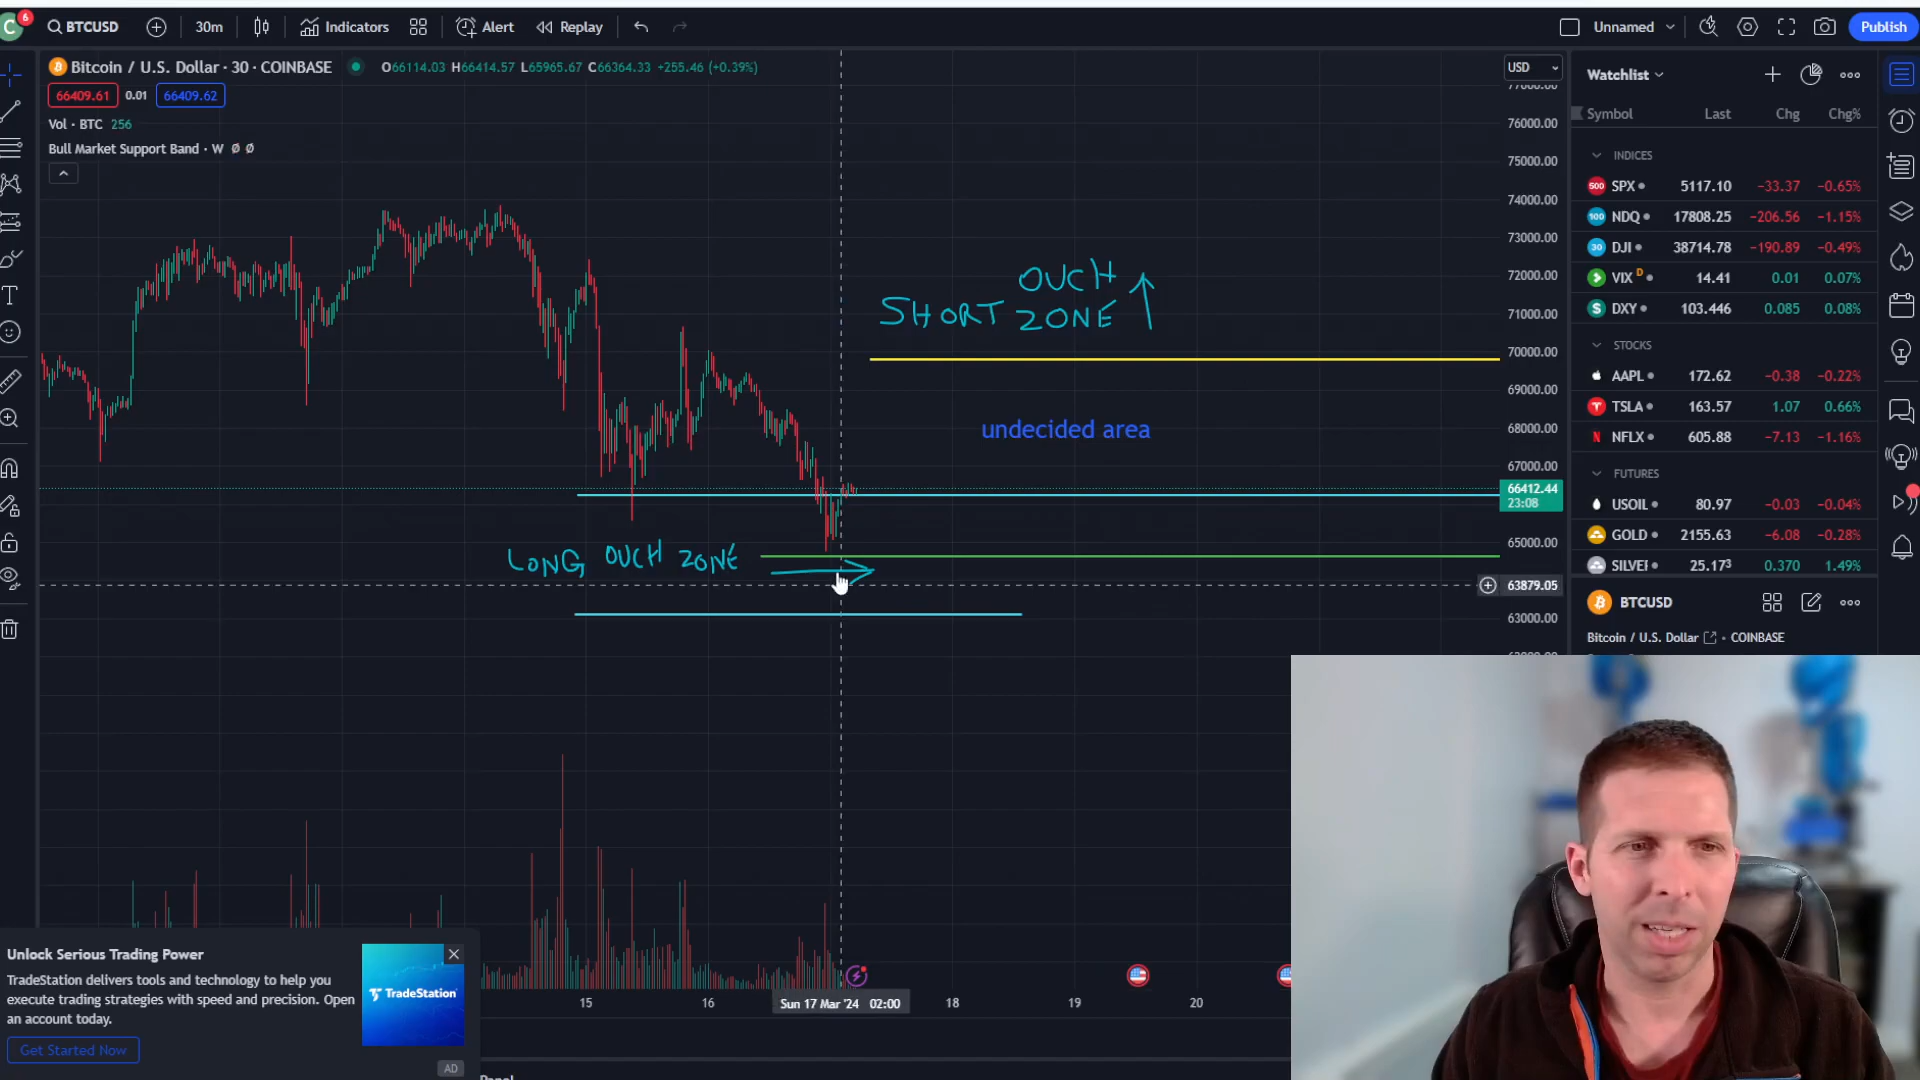 C 6 BTCUSD 30m Indicators Alert Replay Unnamed Publish
Bitcoin / U.S. Dollar · 30 · COINBASE O66114.03 H66414.57 L65965.67 C66364.33 +255.46 (+0.39%)
66409.61 0.01 66409.62
Vol · BTC 256
Bull Market Support Band · W ∅ ∅
USD
76000.00
75000.00
74000.00
73000.00
72000.00
71000.00
70000.00
69000.00
68000.00
67000.00
66412.44
23:08
65000.00
63879.05
63000.00
OUCH
SHORT ZONE
undecided area
LONG OUCH ZONE
15 16 Sun 17 Mar '24 02:00 18 19 20
Watchlist
Symbol Last Chg Chg%
INDICES
500 SPX 5117.10 −33.37 −0.65%
100 NDQ 17808.25 −206.56 −1.15%
30 DJI 38714.78 −190.89 −0.49%
VIX D 14.41 0.01 0.07%
$ DXY 103.446 0.085 0.08%
STOCKS
AAPL 172.62 −0.38 −0.22%
TSLA 163.57 1.07 0.66%
N NFLX 605.88 −7.13 −1.16%
FUTURES
USOIL 80.97 −0.03 −0.04%
GOLD 2155.63 −6.08 −0.28%
SILVER 25.173 0.370 1.49%
BTCUSD
Bitcoin / U.S. Dollar · COINBASE
Unlock Serious Trading Power
TradeStation delivers tools and technology to help you
execute trading strategies with speed and precision. Open
an account today.
Get Started Now
TradeStation
AD